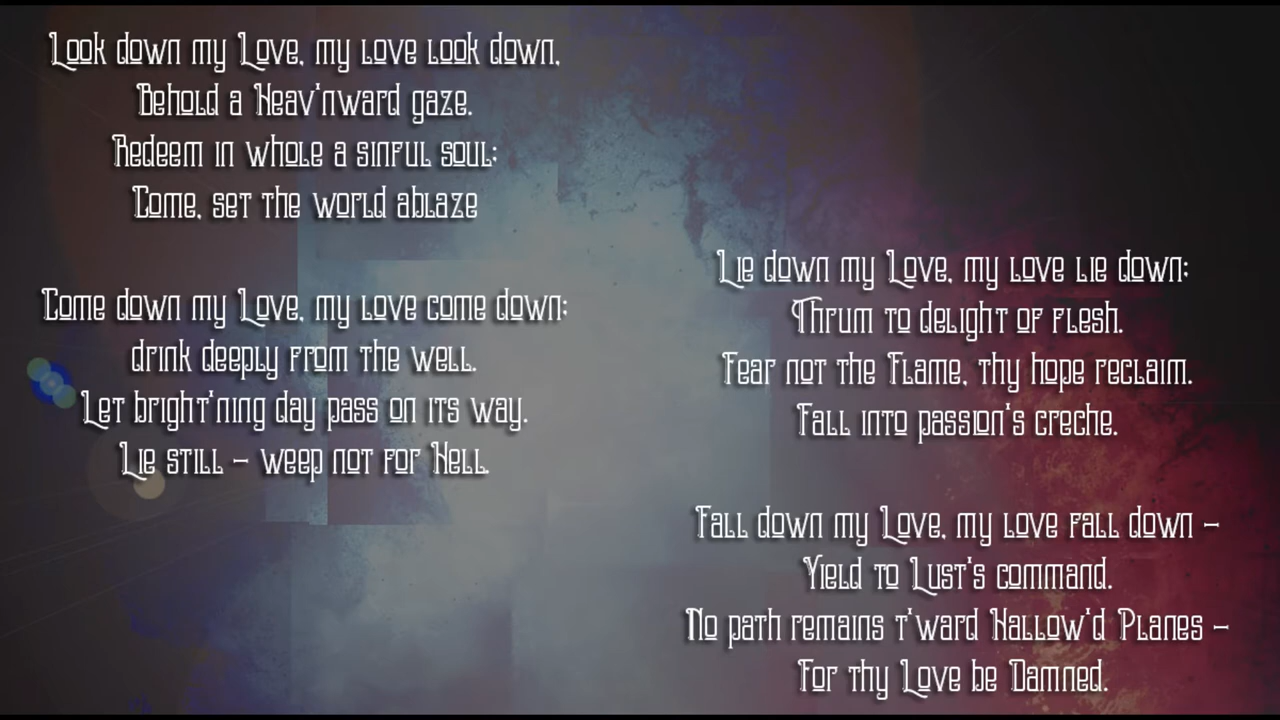 Look down my Love, my love look down,
Behold a Heav'nward gaze.
Redeem in whole a sinful soul;
Come, set the world ablaze
Come down my Love, my love come down;
drink deeply from the well.
Let bright'ning day pass on its way.
Lie still – weep not for Hell.
Lie down my Love, my love lie down;
Thrum to delight of flesh.
Fear not the Flame, thy hope reclaim.
Fall into passion's creche.
Fall down my Love, my love fall down –
Yield to Lust's command.
No path remains t'ward Hallow'd Planes –
For thy Love be Damned.